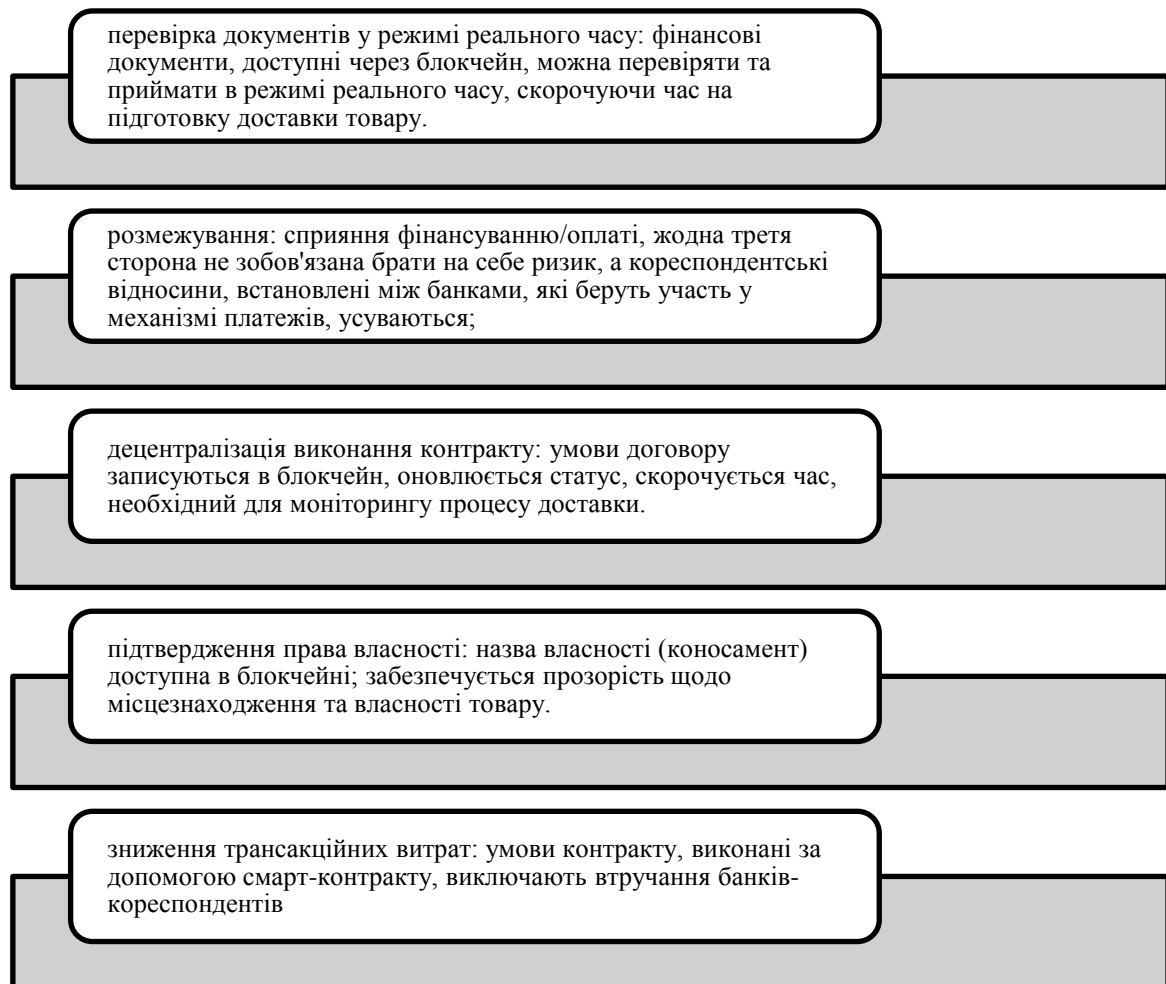 перевірка документів у режимі реального часу: фінансові
документи, доступні через блокчейн, можна перевіряти та
приймати в режимі реального часу, скорочуючи час на
підготовку доставки товару.
розмежування: сприяння фінансуванню/оплаті, жодна третя
сторона не зобов'язана брати на себе ризик, а кореспондентські
відносини, встановлені між банками, які беруть участь у
механізмі платежів, усуваються;
децентралізація виконання контракту: умови договору
записуються в блокчейн, оновлюється статус, скорочується час,
необхідний для моніторингу процесу доставки.
підтвердження права власності: назва власності (коносамент)
доступна в блокчейні; забезпечується прозорість щодо
місцезнаходження та власності товару.
зниження трансакційних витрат: умови контракту, виконані за
допомогою смарт-контракту, виключають втручання банків-
кореспондентів